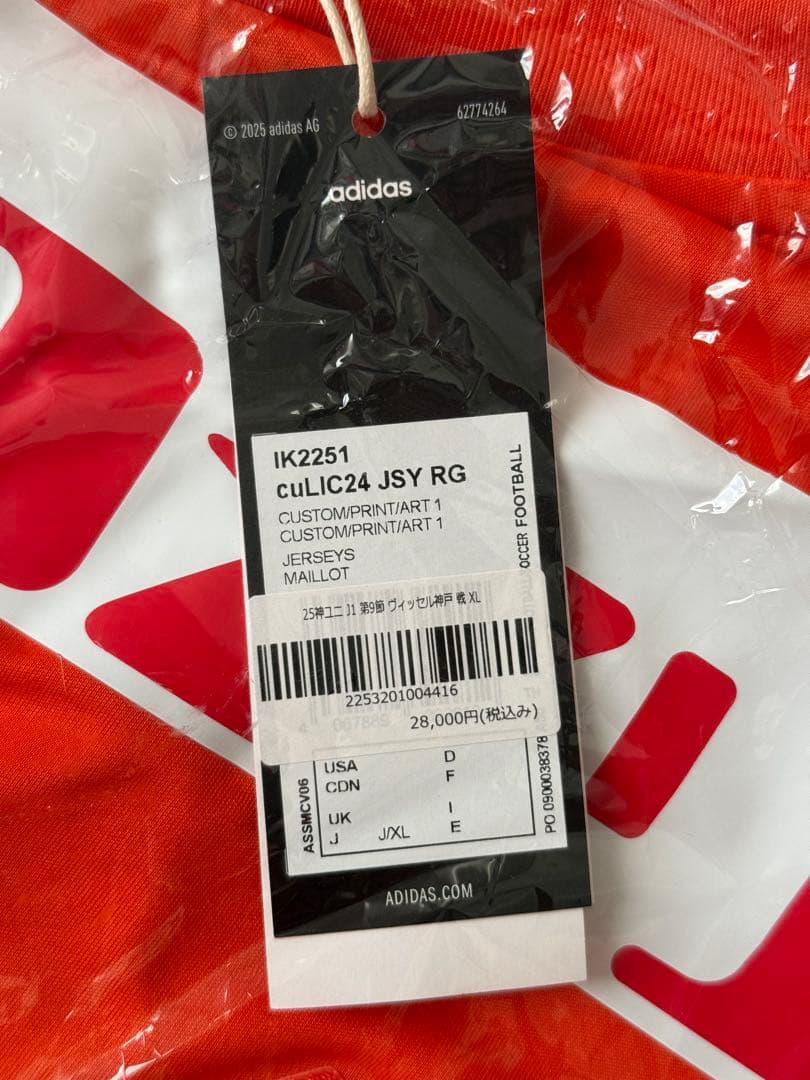 © 2025 adidas AG
62774264
adidas
IK2251
cuLIC24 JSY RG
CUSTOM/PRINT/ART 1
CUSTOM/PRINT/ART 1
JERSEYS
MAILLOT
FOOTBALL
25神ユニ J1 第9節 ヴィッセル神戸 戦 XL
2253201004416
28,000円(税込み)
USA
D
CDN
F
UK
I
J
J/XL
E
ASSMCV06
PO 0900038378
ADIDAS.COM